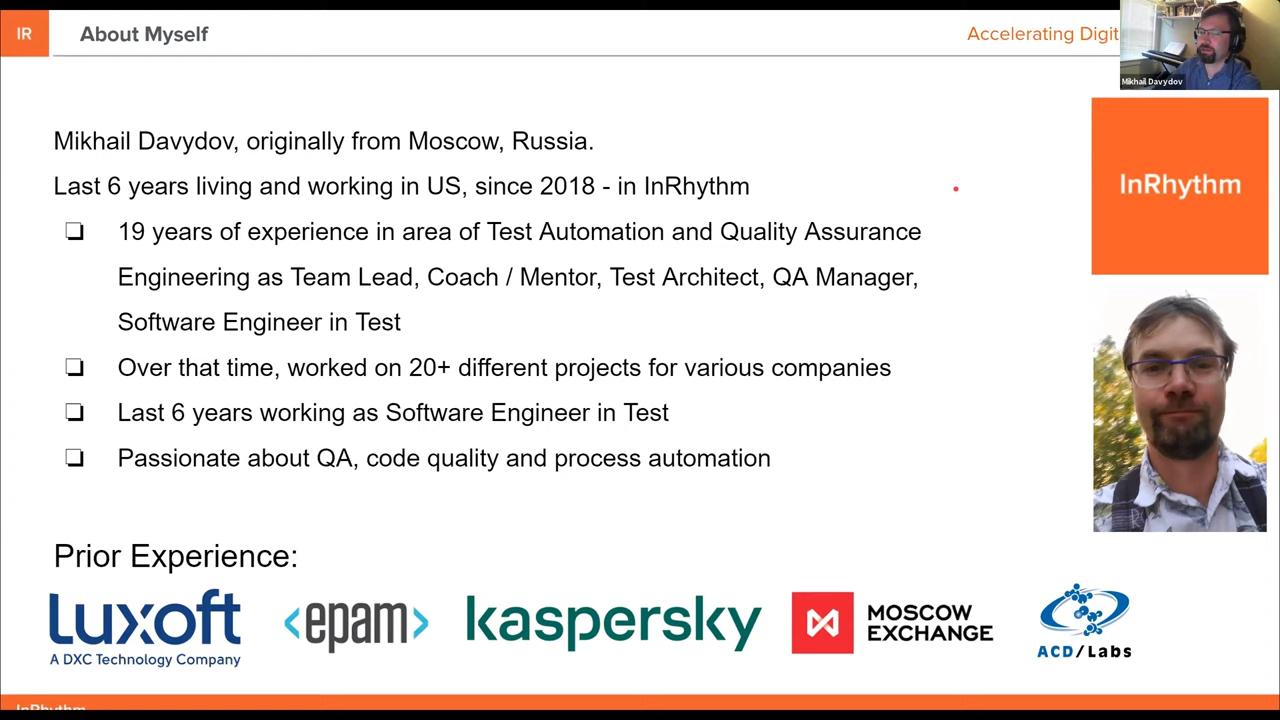 IR
About Myself
Accelerating Digit
Mikhail Davydov
InRhythm
Mikhail Davydov, originally from Moscow, Russia.
Last 6 years living and working in US, since 2018 - in InRhythm
19 years of experience in area of Test Automation and Quality Assurance
Engineering as Team Lead, Coach / Mentor, Test Architect, QA Manager,
Software Engineer in Test
Over that time, worked on 20+ different projects for various companies
Last 6 years working as Software Engineer in Test
Passionate about QA, code quality and process automation
Prior Experience:
luxoft
A DXC Technology Company
<epam>
kaspersky
MOSCOW
EXCHANGE
ACD/Labs
InRhythm